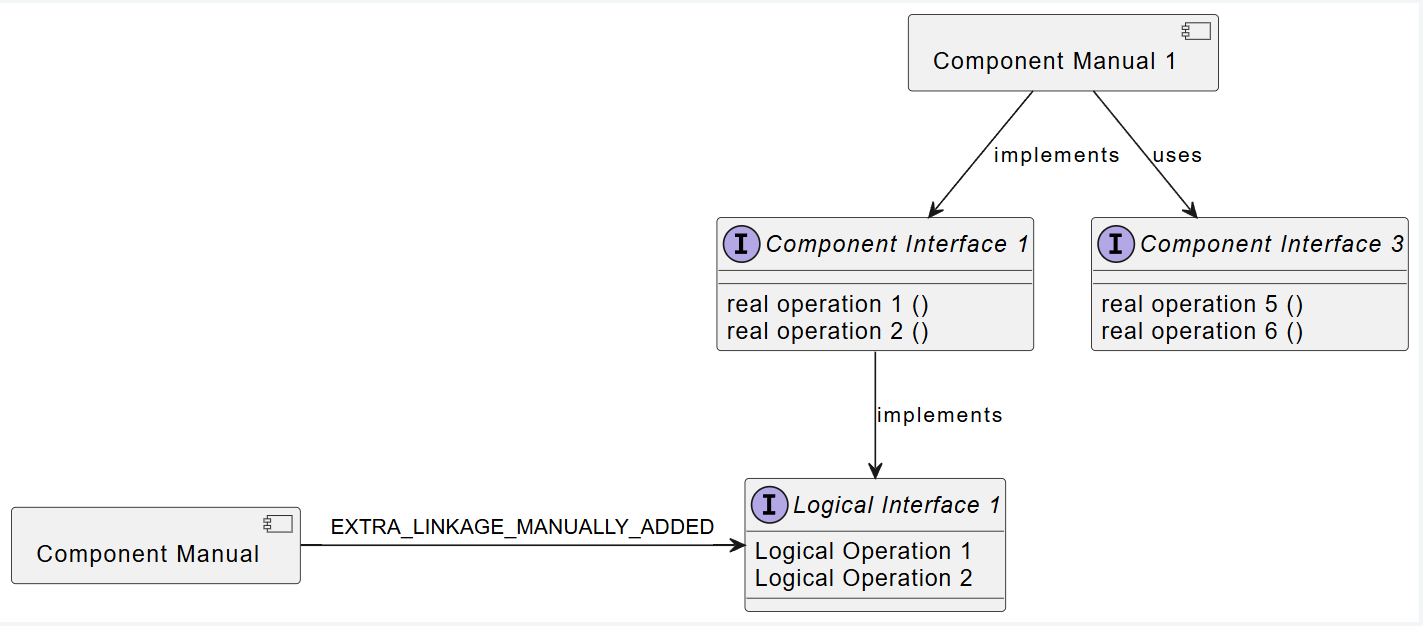 Component Manual 1
implements
uses
I Component Interface 1
real operation 1 ()
real operation 2 ()
I Component Interface 3
real operation 5 ()
real operation 6 ()
implements
Component Manual
EXTRA_LINKAGE_MANUALLY_ADDED
I Logical Interface 1
Logical Operation 1
Logical Operation 2